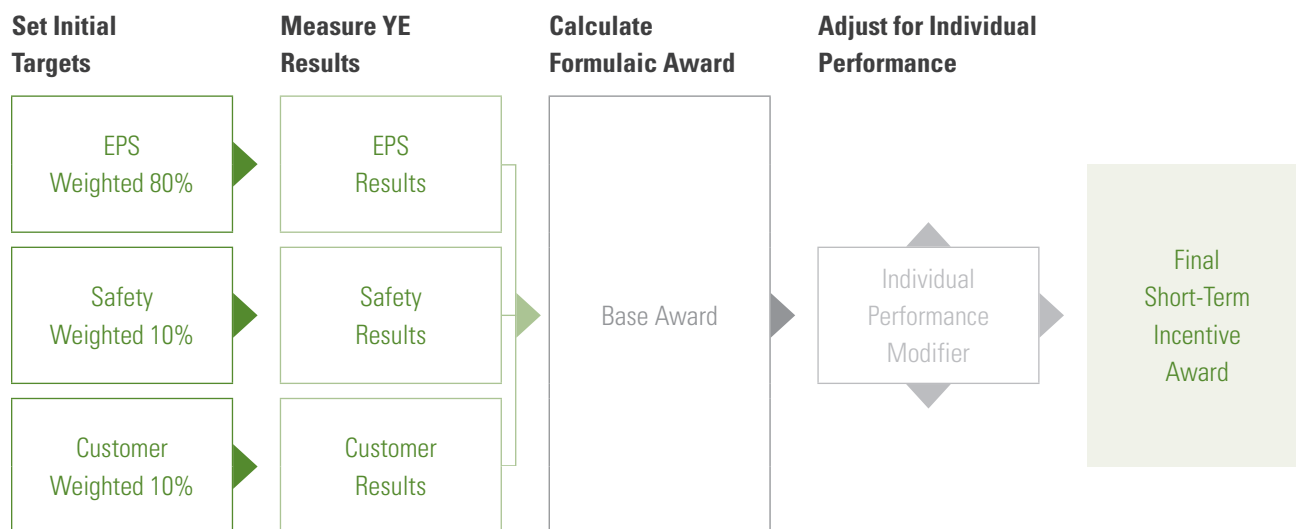 Set Initial
Targets
Measure YE
Results
Calculate
Formulaic Award
Adjust for Individual
Performance
EPS
Weighted 80%
EPS
Results
Safety
Weighted 10%
Safety
Results
Customer
Weighted 10%
Customer
Results
Base Award
Individual
Performance
Modifier
Final
Short-Term
Incentive
Award